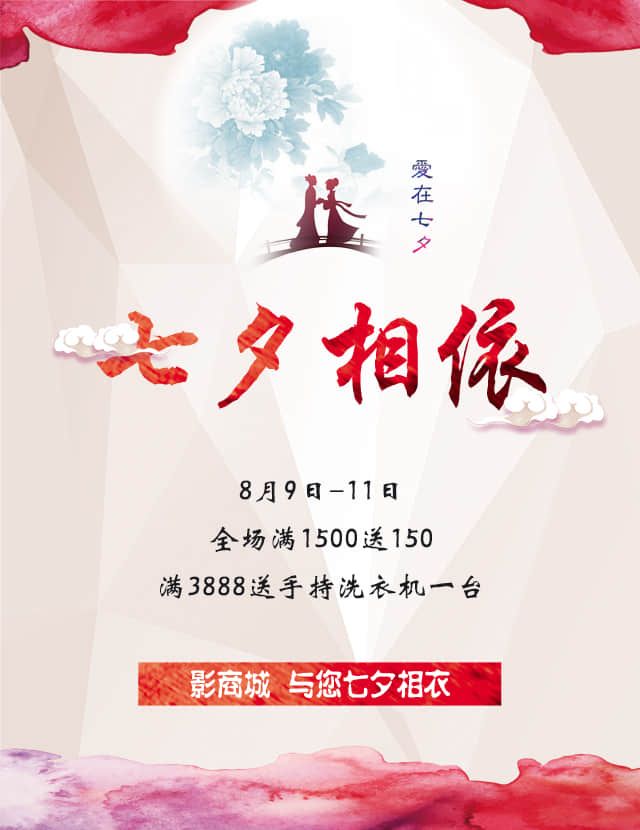 愛在七夕
七夕相依
8月9日-11日
全场满1500送150
满3888送手持洗衣机一台
影商城 与您七夕相衣